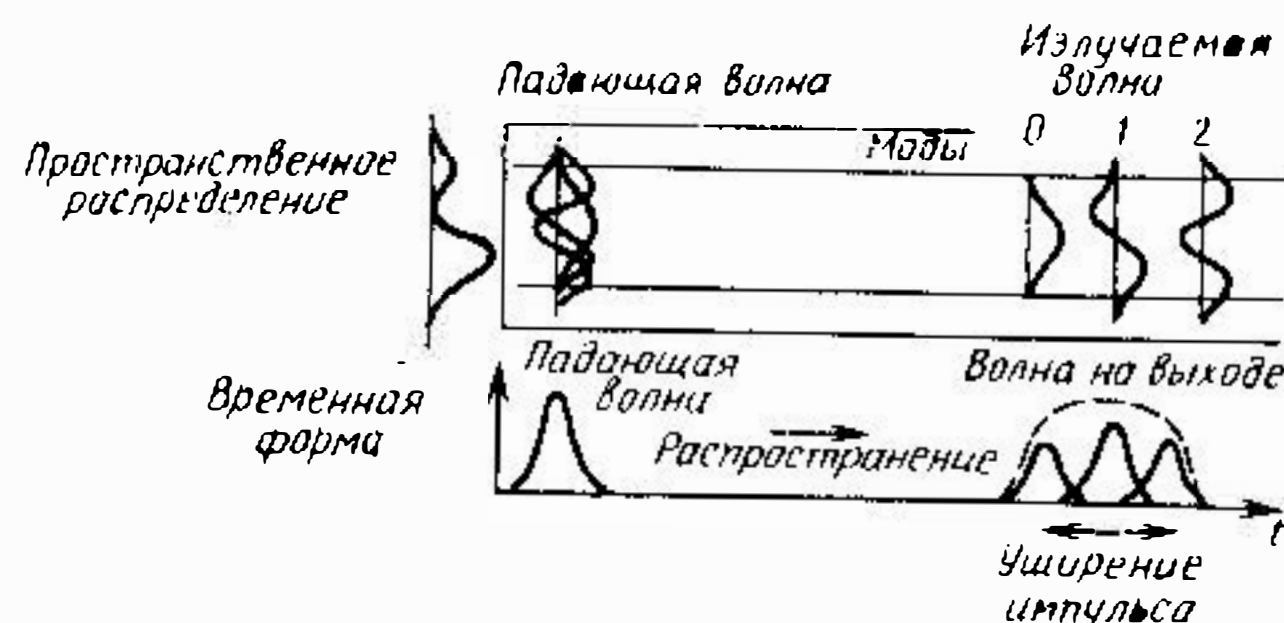 Излучаемая
волна
Падающая волна
Моды 0 1 2
Пространственное
распределение
Падающая
волна
Волна на выходе
Временная
форма
Распространение
t
Уширение
импульса